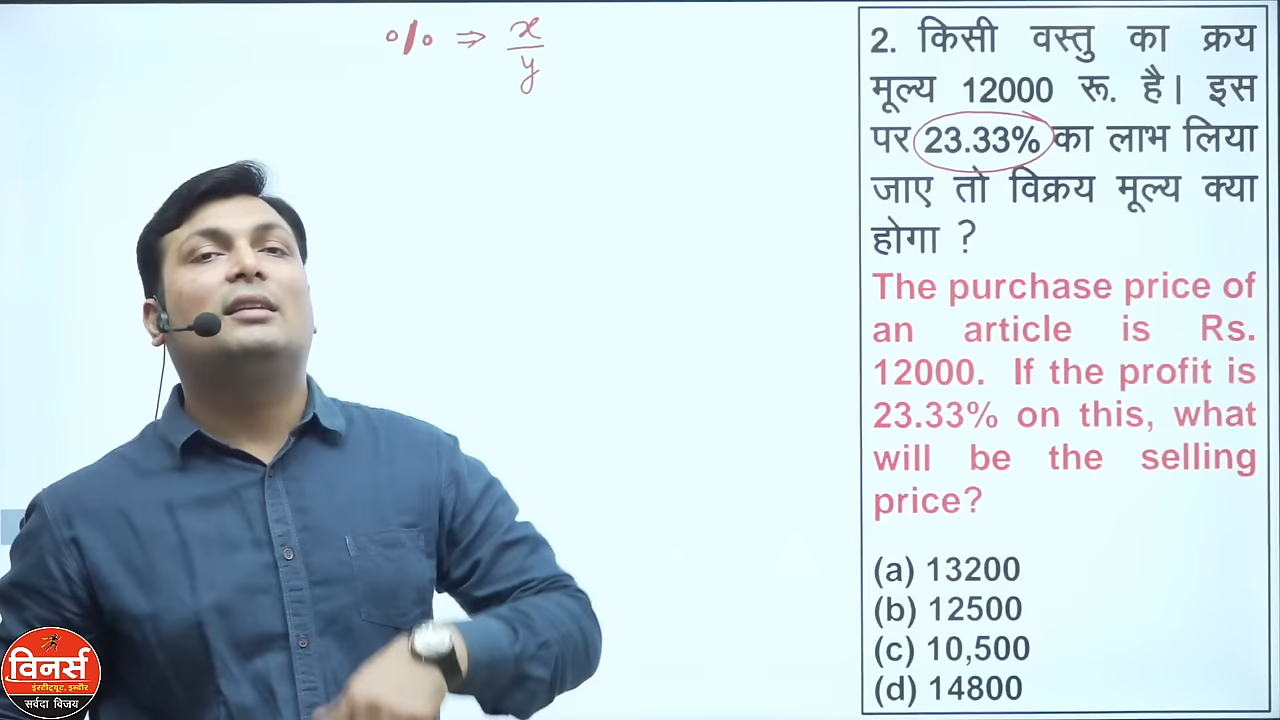 % ⇒ x/y
2. किसी वस्तु का क्रय
मूल्य 12000 रू. है। इस
पर 23.33% का लाभ लिया
जाए तो विक्रय मूल्य क्या
होगा ?
The purchase price of
an article is Rs.
12000. If the profit is
23.33% on this, what
will be the selling
price?
(a) 13200
(b) 12500
(c) 10,500
(d) 14800
विनर्स
इंस्टीट्यूट, इन्दौर
सर्वदा विजय